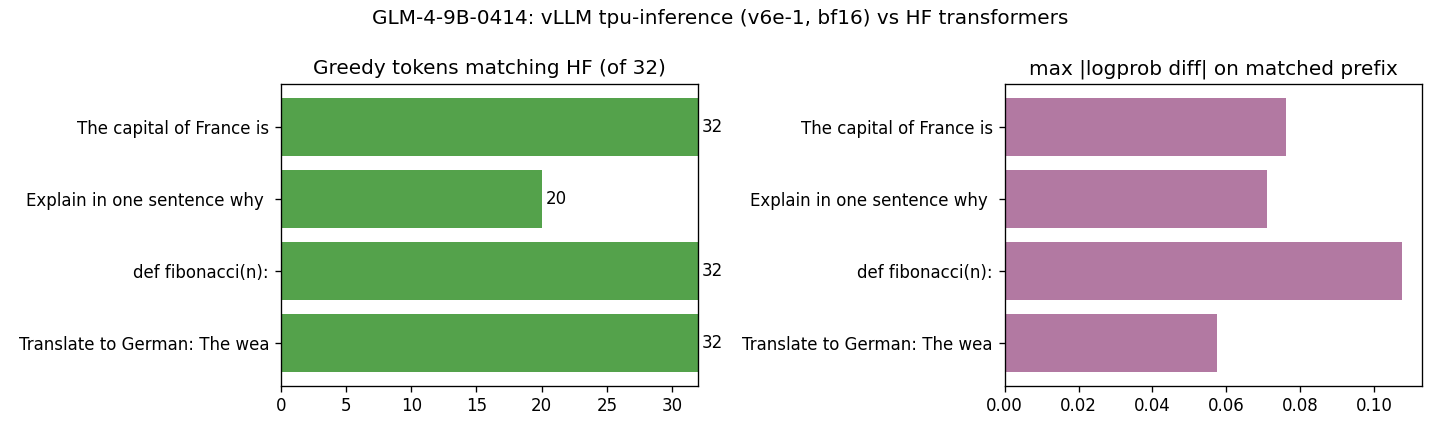 GLM-4-9B-0414: vLLM tpu-inference (v6e-1, bf16) vs HF transformers
Greedy tokens matching HF (of 32)
The capital of France is
32
Explain in one sentence why
20
def fibonacci(n):
32
Translate to German: The wea
32
0 5 10 15 20 25 30
max |logprob diff| on matched prefix
The capital of France is
Explain in one sentence why
def fibonacci(n):
Translate to German: The wea
0.00 0.02 0.04 0.06 0.08 0.10